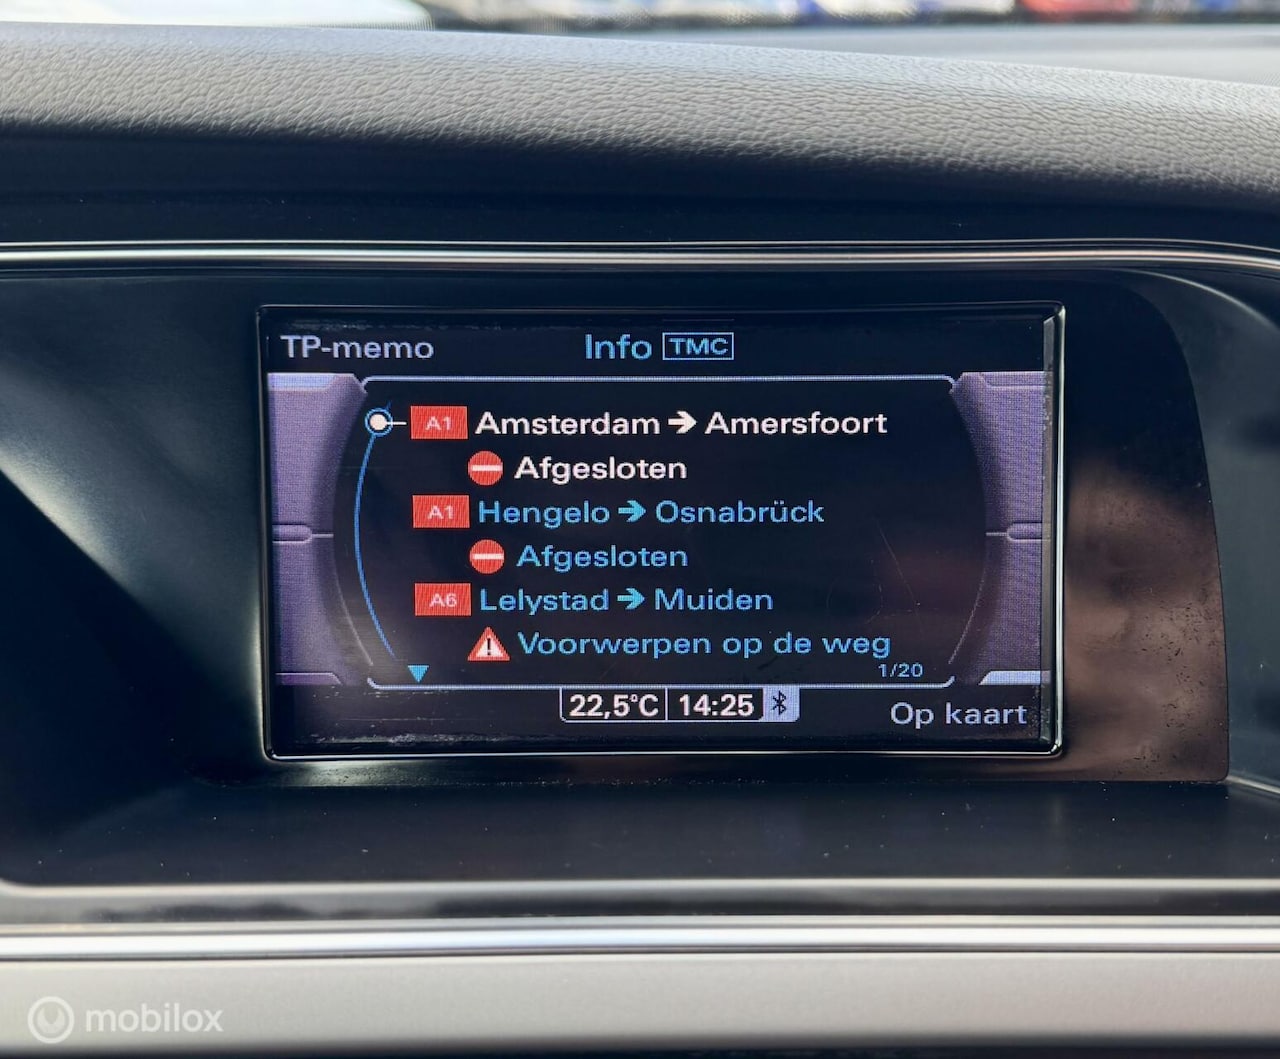 TP-memo Info TMC
A1 Amsterdam → Amersfoort
Afgesloten
A1 Hengelo → Osnabrück
Afgesloten
A6 Lelystad → Muiden
Voorwerpen op de weg
1/20
22,5°C 14:25
Op kaart
mobilox